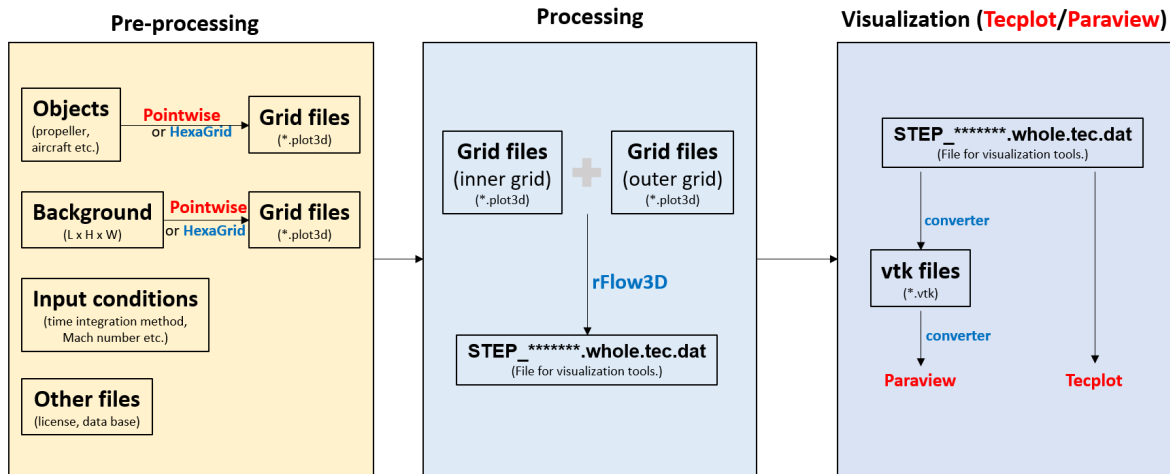 Pre-processing
Objects
(propeller,
aircraft etc.)
Pointwise
or HexaGrid
Grid files
(*.plot3d)
Background
(L x H x W)
Pointwise
or HexaGrid
Grid files
(*.plot3d)
Input conditions
(time integration method,
Mach number etc.)
Other files
(license, data base)
Processing
Grid files
(inner grid)
(*.plot3d)
Grid files
(outer grid)
(*.plot3d)
rFlow3D
STEP_*******.whole.tec.dat
(File for visualization tools.)
Visualization (Tecplot/Paraview)
STEP_*******.whole.tec.dat
(File for visualization tools.)
converter
vtk files
(*.vtk)
converter
Paraview
Tecplot